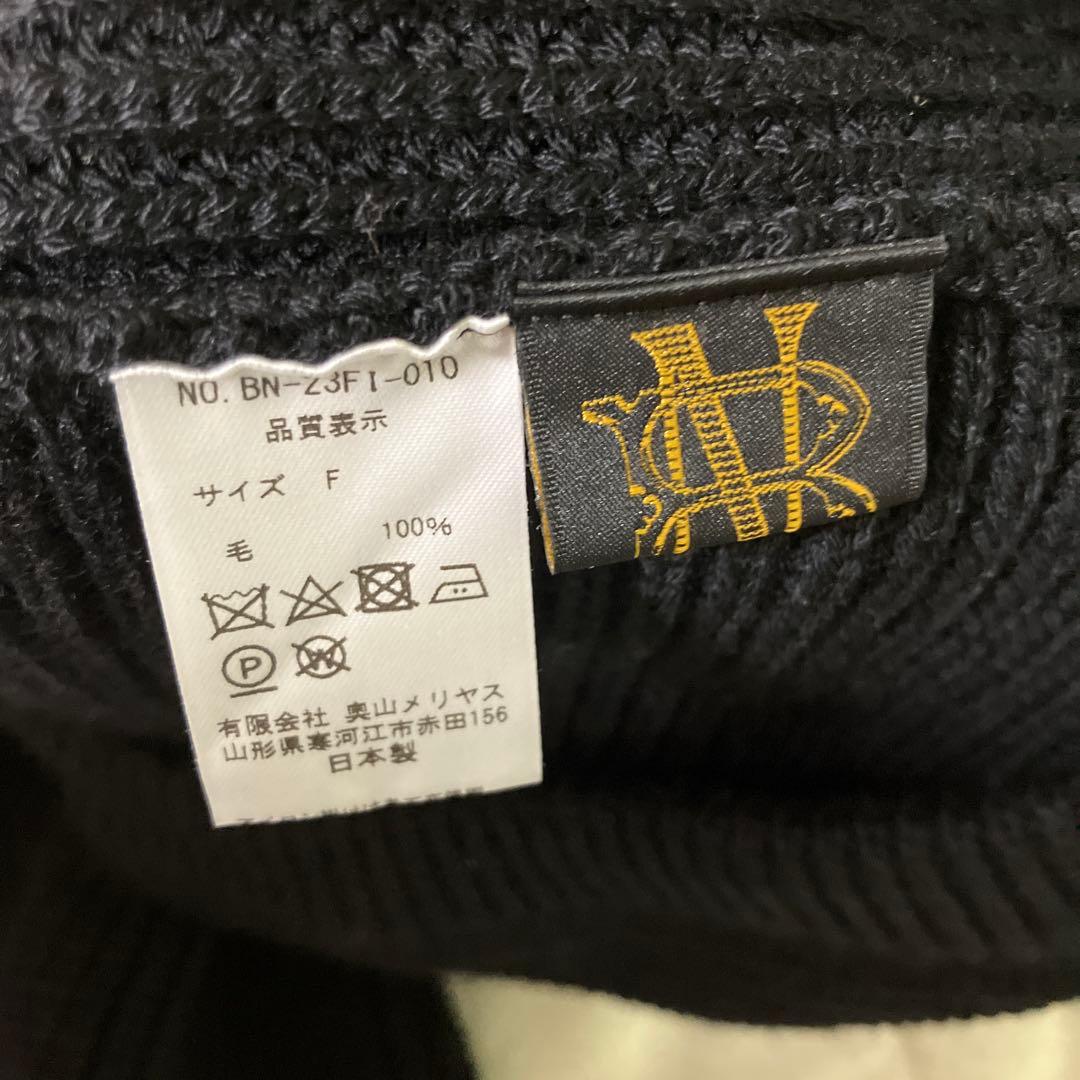 NO. BN-23FI-010
品質表示
サイズ F
毛 100%
P
W
有限会社 奥山メリヤス
山形県寒河江市赤田156
日本製